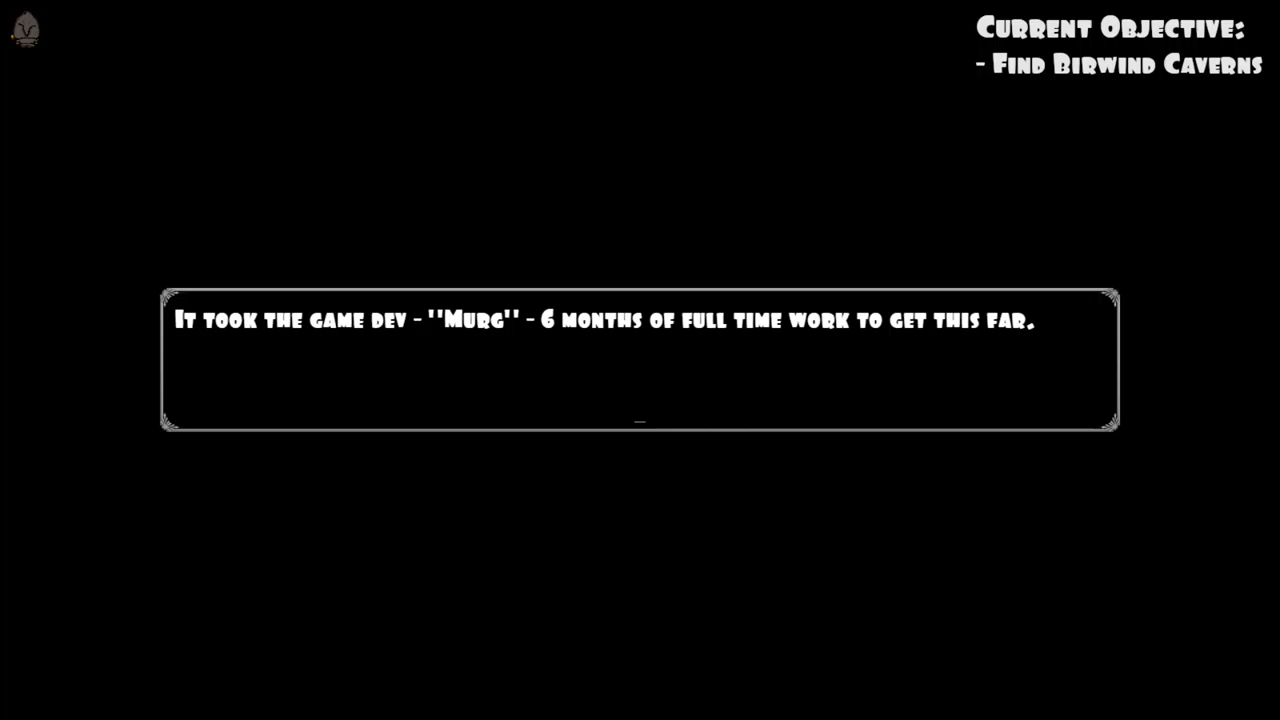 Current Objective:
- Find Birwind Caverns
It took the game dev - ''Murg'' - 6 months of full time work to get this far.